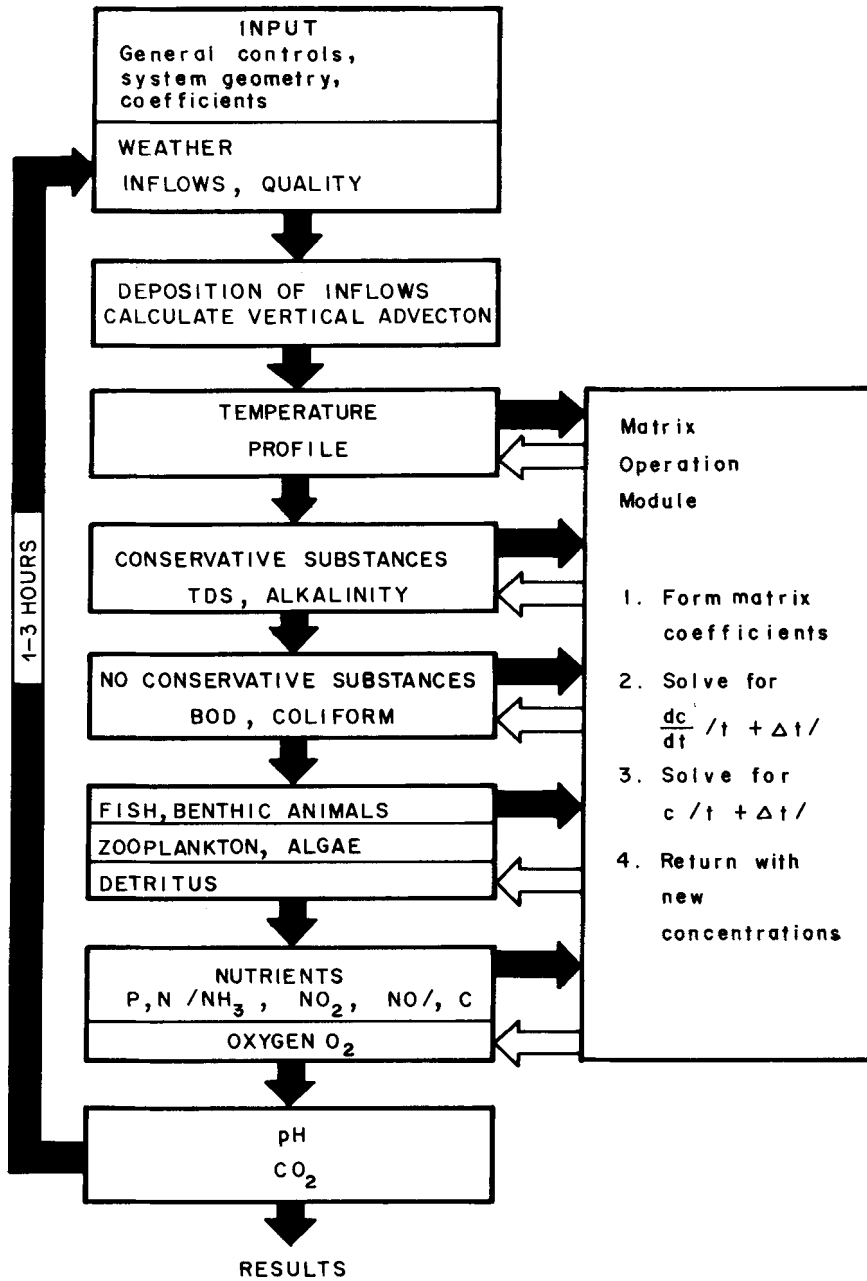 INPUT
General controls,
system geometry,
coefficients
WEATHER
INFLOWS, QUALITY
DEPOSITION OF INFLOWS
CALCULATE VERTICAL ADVECTON
TEMPERATURE
PROFILE
CONSERVATIVE SUBSTANCES
TDS, ALKALINITY
NO CONSERVATIVE SUBSTANCES
BOD, COLIFORM
FISH, BENTHIC ANIMALS
ZOOPLANKTON, ALGAE
DETRITUS
NUTRIENTS
P, N /NH₃, NO₂, NO/, C
OXYGEN O₂
pH
CO₂
RESULTS
1-3 HOURS
Matrix
Operation
Module
1. Form matrix
coefficients
2. Solve for
dc/dt /t + Δt/
3. Solve for
c /t + Δt/
4. Return with
new
concentrations